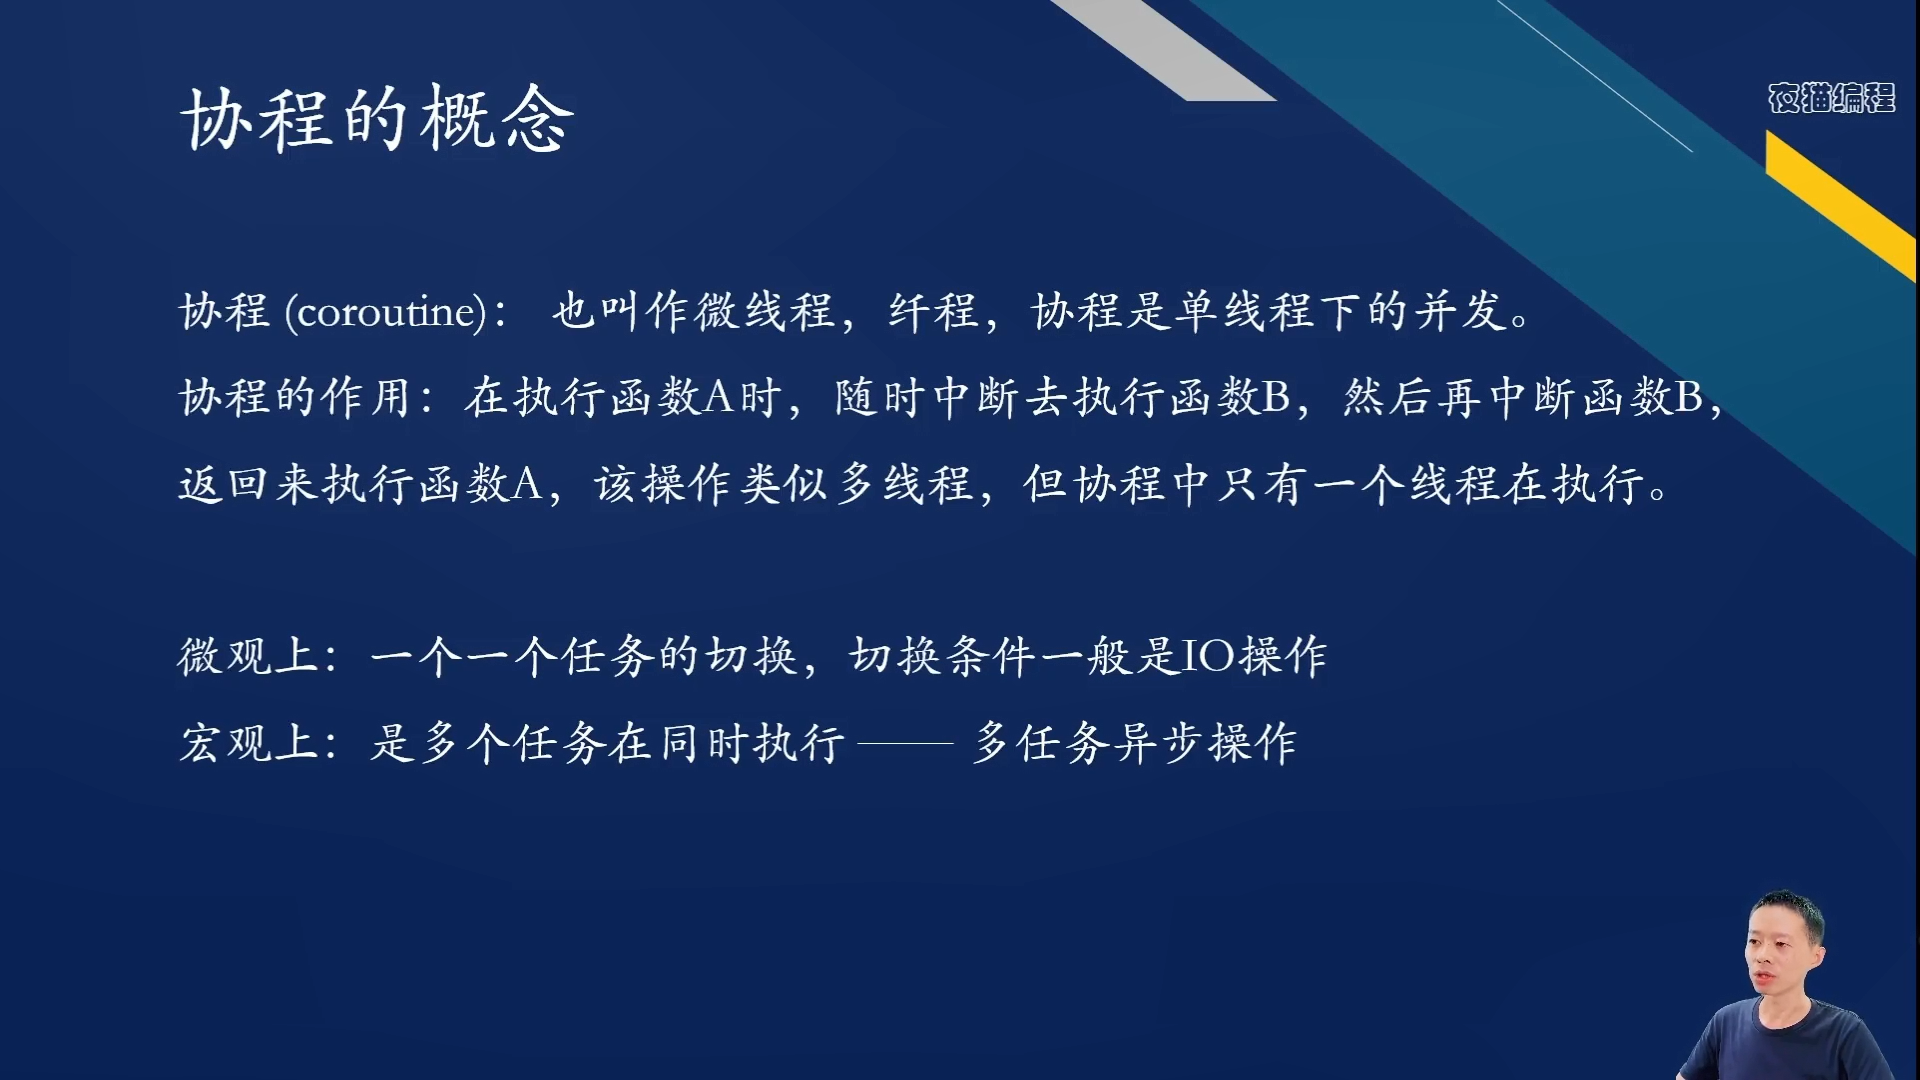 协程的概念
夜猫编程
协程 (coroutine)： 也叫作微线程，纤程，协程是单线程下的并发。
协程的作用：在执行函数A时，随时中断去执行函数B，然后再中断函数B，
返回来执行函数A，该操作类似多线程，但协程中只有一个线程在执行。
微观上：一个一个任务的切换，切换条件一般是IO操作
宏观上：是多个任务在同时执行 —— 多任务异步操作